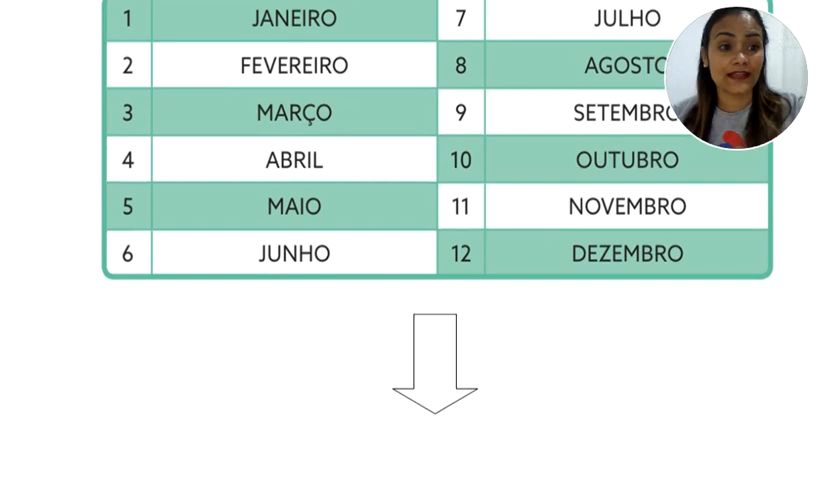 1 JANEIRO 7 JULHO
2 FEVEREIRO 8 AGOSTO
3 MARÇO 9 SETEMBRO
4 ABRIL 10 OUTUBRO
5 MAIO 11 NOVEMBRO
6 JUNHO 12 DEZEMBRO